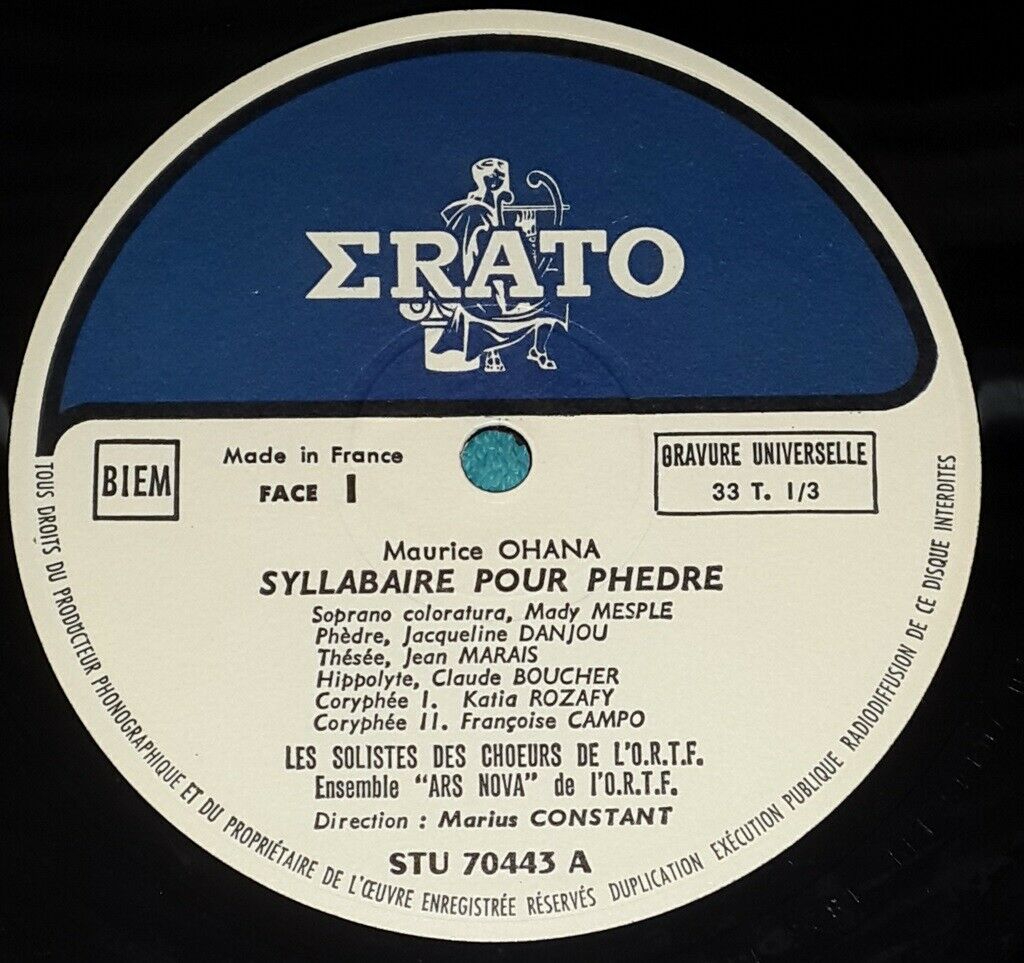 ΣRATO
BIEM
Made in France
FACE I
GRAVURE UNIVERSELLE
33 T. 1/3
Maurice OHANA
SYLLABAIRE POUR PHEDRE
Soprano coloratura, Mady MESPLE
Phèdre, Jacqueline DANJOU
Thésée, Jean MARAIS
Hippolyte, Claude BOUCHER
Coryphée I. Katia ROZAFY
Coryphée II. Françoise CAMPO
LES SOLISTES DES CHOEURS DE L'O.R.T.F.
Ensemble "ARS NOVA" de l'O.R.T.F.
Direction : Marius CONSTANT
STU 70443 A
TOUS DROITS DU PRODUCTEUR PHONOGRAPHIQUE ET DU PROPRIÉTAIRE DE L'ŒUVRE ENREGISTRÉE RÉSERVÉS DUPLICATION EXÉCUTION PUBLIQUE RADIODIFFUSION DE CE DISQUE INTERDITES